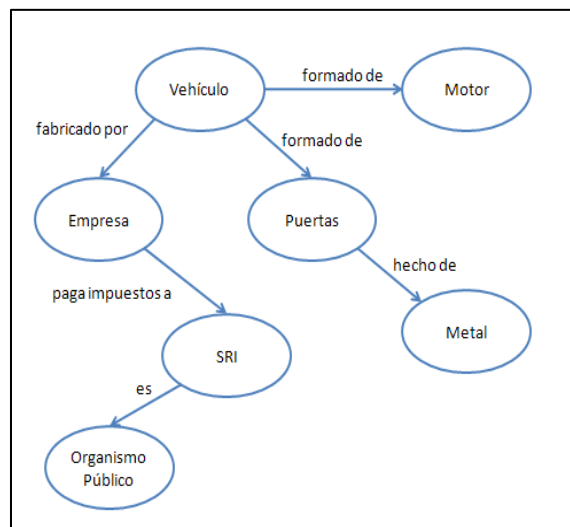 Vehículo
formado de
Motor
fabricado por
formado de
Empresa
Puertas
hecho de
paga impuestos a
Metal
SRI
es
Organismo
Público